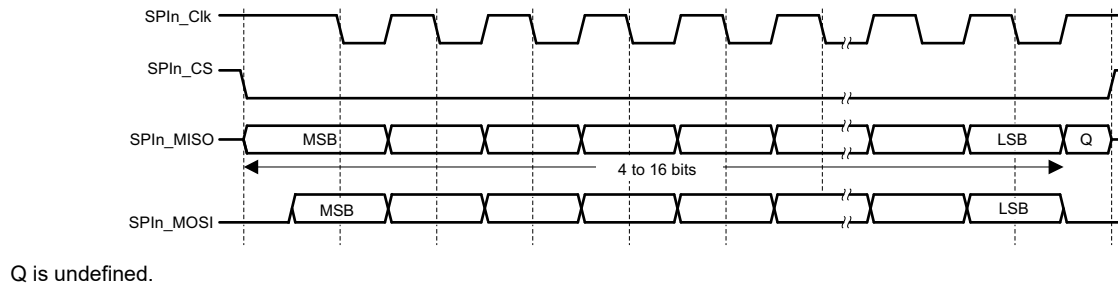 SPIn_Clk
SPIn_CS
SPIn_MISO
MSB
LSB
Q
4 to 16 bits
SPIn_MOSI
MSB
LSB
Q is undefined.